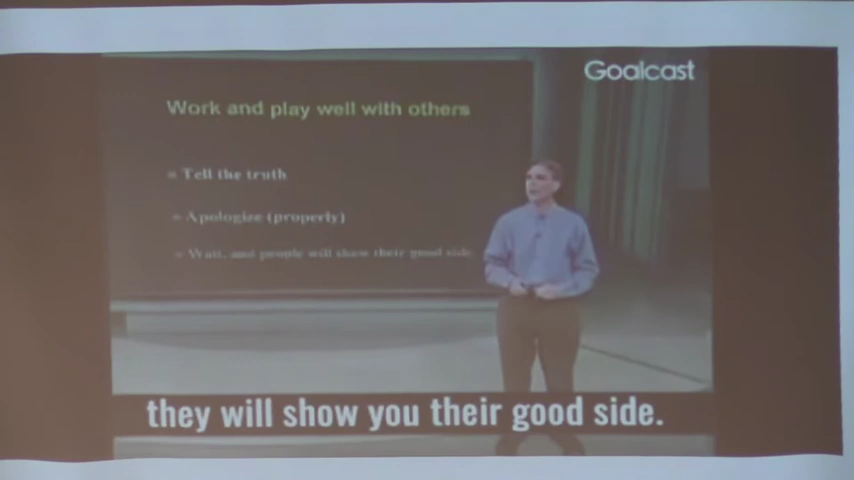 Goalcast
Work and play well with others
Tell the truth
Apologize (properly)
Wait, and people will show their good side
they will show you their good side.